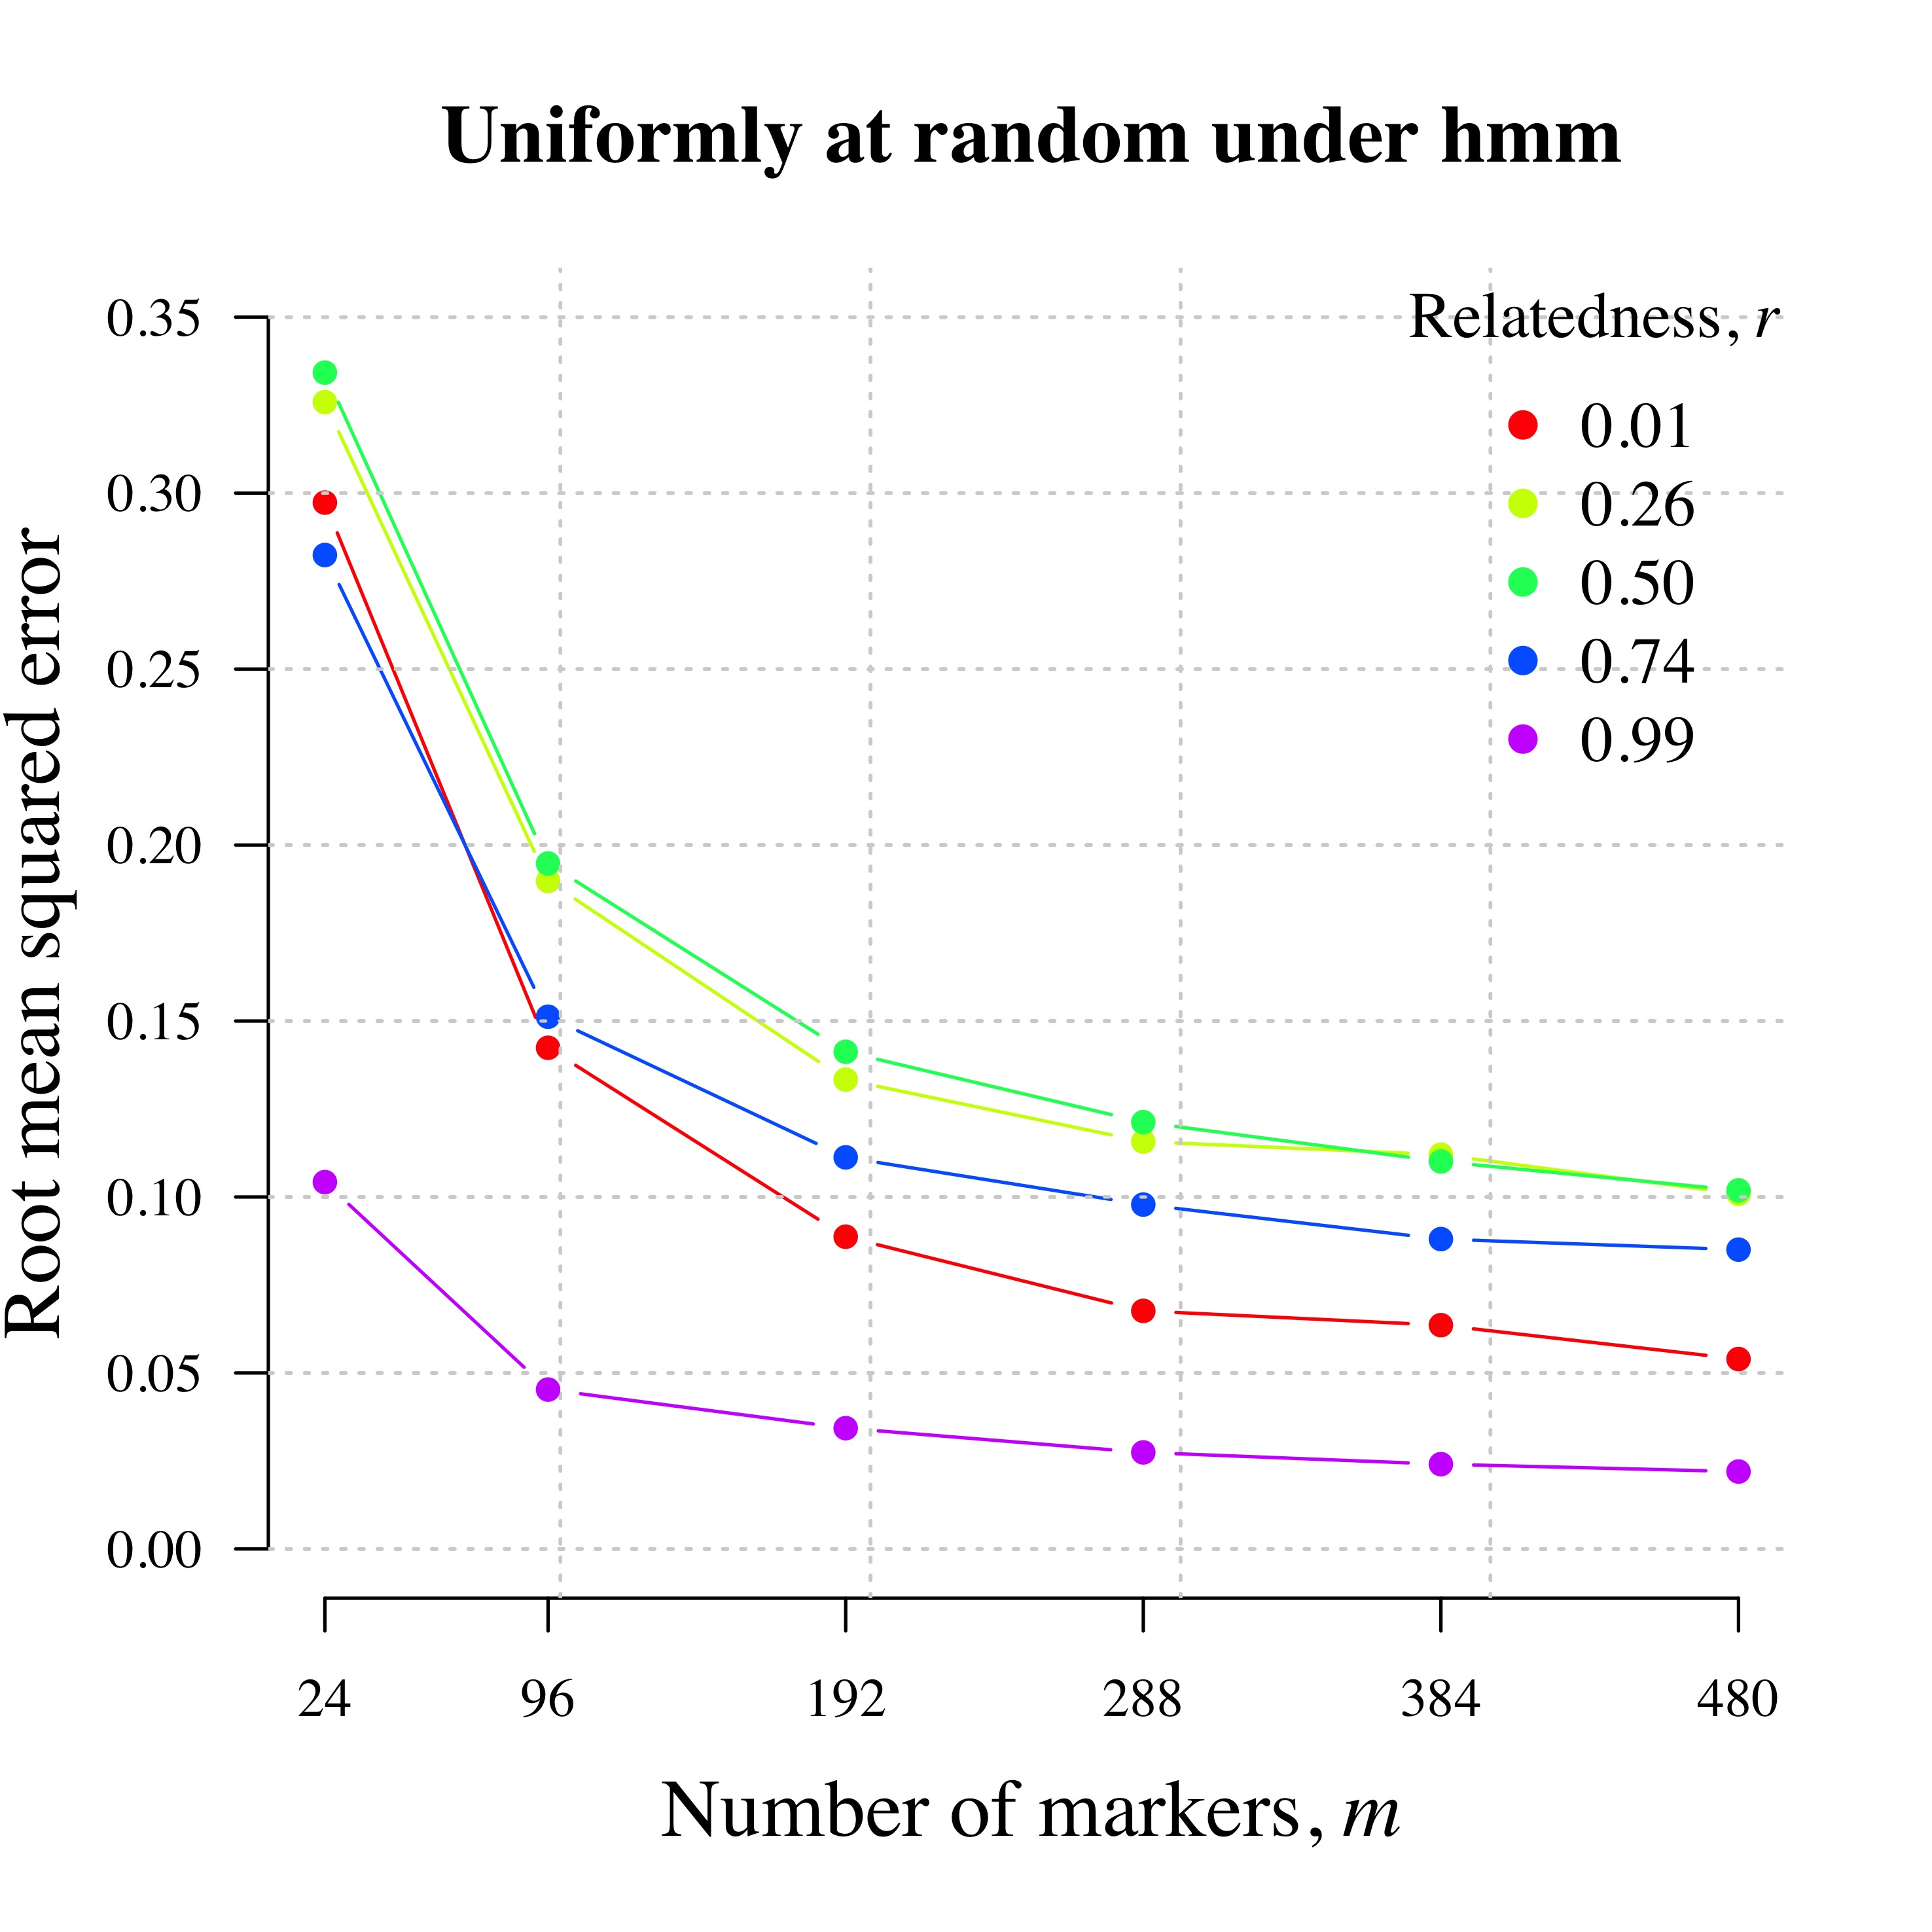 Uniformly at random under hmm
Relatedness, r
0.01
0.26
0.50
0.74
0.99
Root mean squared error
0.35
0.30
0.25
0.20
0.15
0.10
0.05
0.00
24 96 192 288 384 480
Number of markers, m